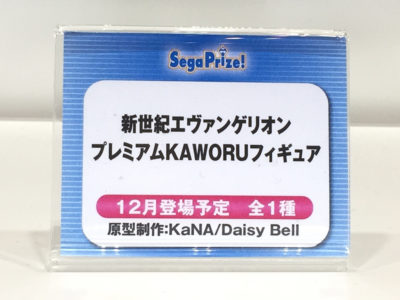 SegaPrize!
新世紀エヴァンゲリオン
プレミアムKAWORUフィギュア
12月登場予定 全1種
原型制作:KaNA/Daisy Bell